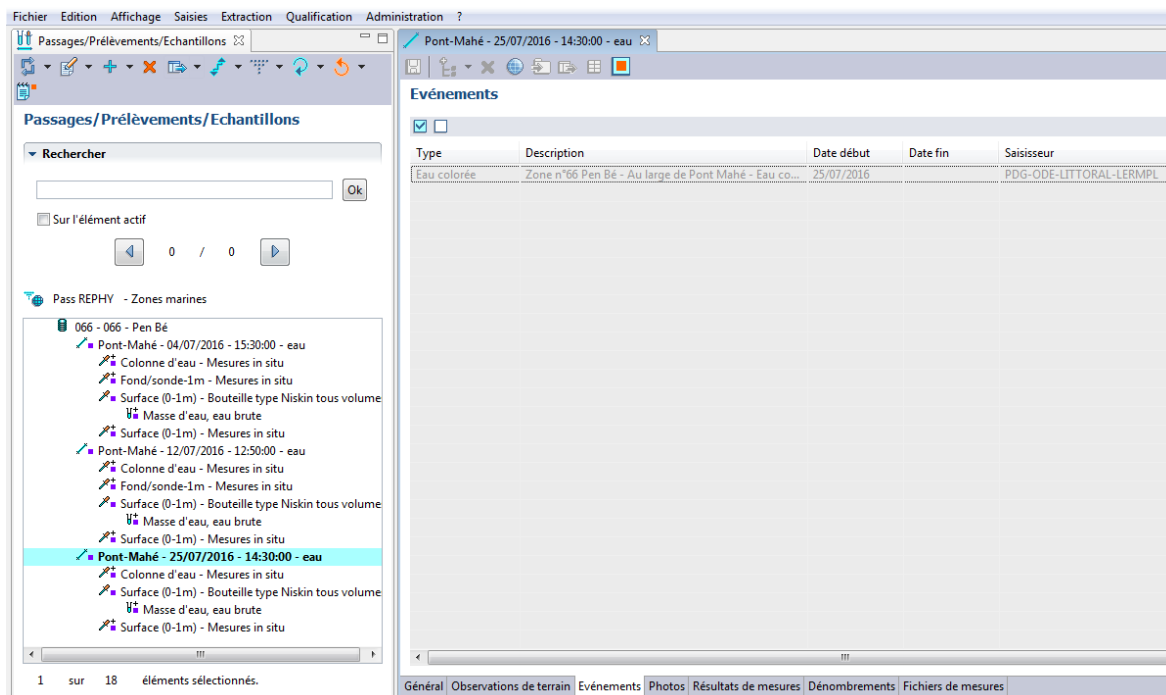 Fichier Edition Affichage Saisies Extraction Qualification Administration ?
Passages/Prélèvements/Echantillons
Passages/Prélèvements/Echantillons
Rechercher
Ok
Sur l'élément actif
0 / 0
Pass REPHY - Zones marines
066 - 066 - Pen Bé
Pont-Mahé - 04/07/2016 - 15:30:00 - eau
Colonne d'eau - Mesures in situ
Fond/sonde-1m - Mesures in situ
Surface (0-1m) - Bouteille type Niskin tous volume
Masse d'eau, eau brute
Surface (0-1m) - Mesures in situ
Pont-Mahé - 12/07/2016 - 12:50:00 - eau
Colonne d'eau - Mesures in situ
Fond/sonde-1m - Mesures in situ
Surface (0-1m) - Bouteille type Niskin tous volume
Masse d'eau, eau brute
Surface (0-1m) - Mesures in situ
Pont-Mahé - 25/07/2016 - 14:30:00 - eau
Colonne d'eau - Mesures in situ
Surface (0-1m) - Bouteille type Niskin tous volume
Masse d'eau, eau brute
Surface (0-1m) - Mesures in situ
1 sur 18 éléments sélectionnés.
Pont-Mahé - 25/07/2016 - 14:30:00 - eau
Evénements
Type Description Date début Date fin Saisisseur
Eau colorée Zone n°66 Pen Bé - Au large de Pont Mahé - Eau co... 25/07/2016 PDG-ODE-LITTORAL-LERMPL
Général Observations de terrain Evénements Photos Résultats de mesures Dénombrements Fichiers de mesures